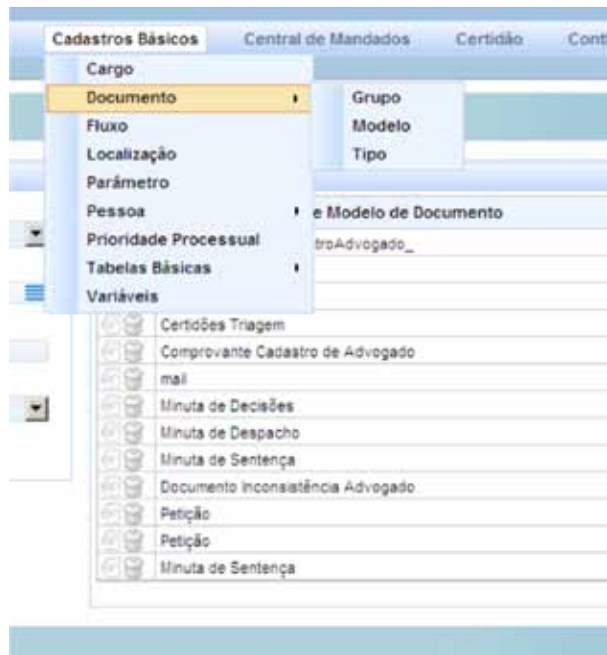 Cadastros Básicos Central de Mandados Certidão Cont
Cargo
Documento Grupo
Fluxo Modelo
Localização Tipo
Parâmetro
Pessoa e Modelo de Documento
Prioridade Processual troAdvogado_
Tabelas Básicas
Variáveis
Certidões Triagem
Comprovante Cadastro de Advogado
mail
Minuta de Decisões
Minuta de Despacho
Minuta de Sentença
Documento Inconsistência Advogado
Petição
Petição
Minuta de Sentença